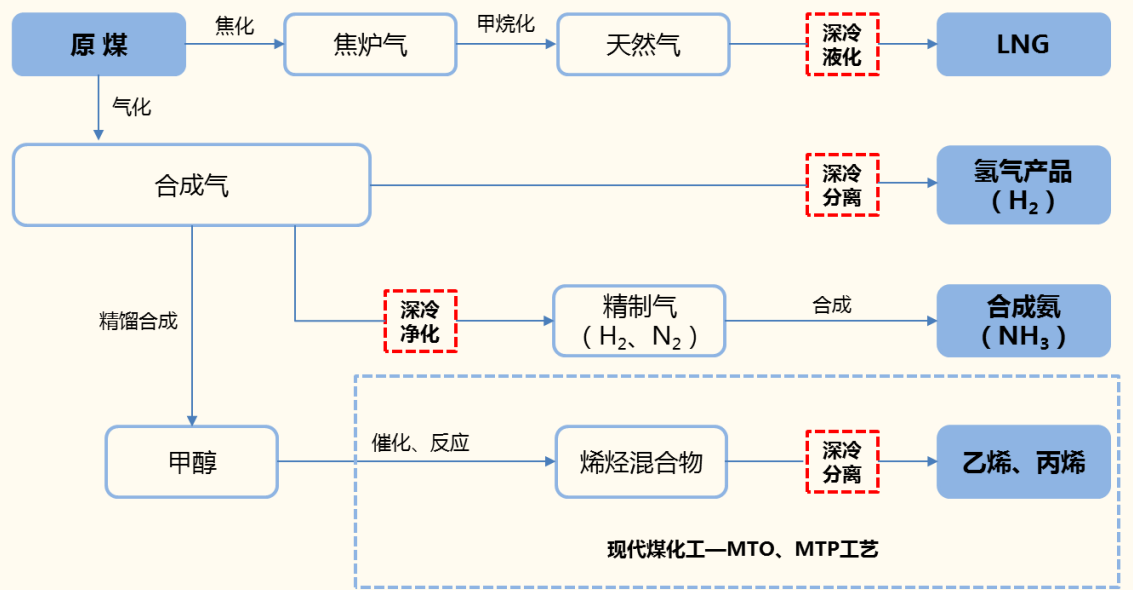 原 煤
焦化
焦炉气
甲烷化
天然气
深冷
液化
LNG
气化
合成气
深冷
分离
氢气产品
（H₂）
精馏合成
深冷
净化
精制气
（H₂、N₂）
合成
合成氨
（NH₃）
甲醇
催化、反应
烯烃混合物
深冷
分离
乙烯、丙烯
现代煤化工—MTO、MTP工艺